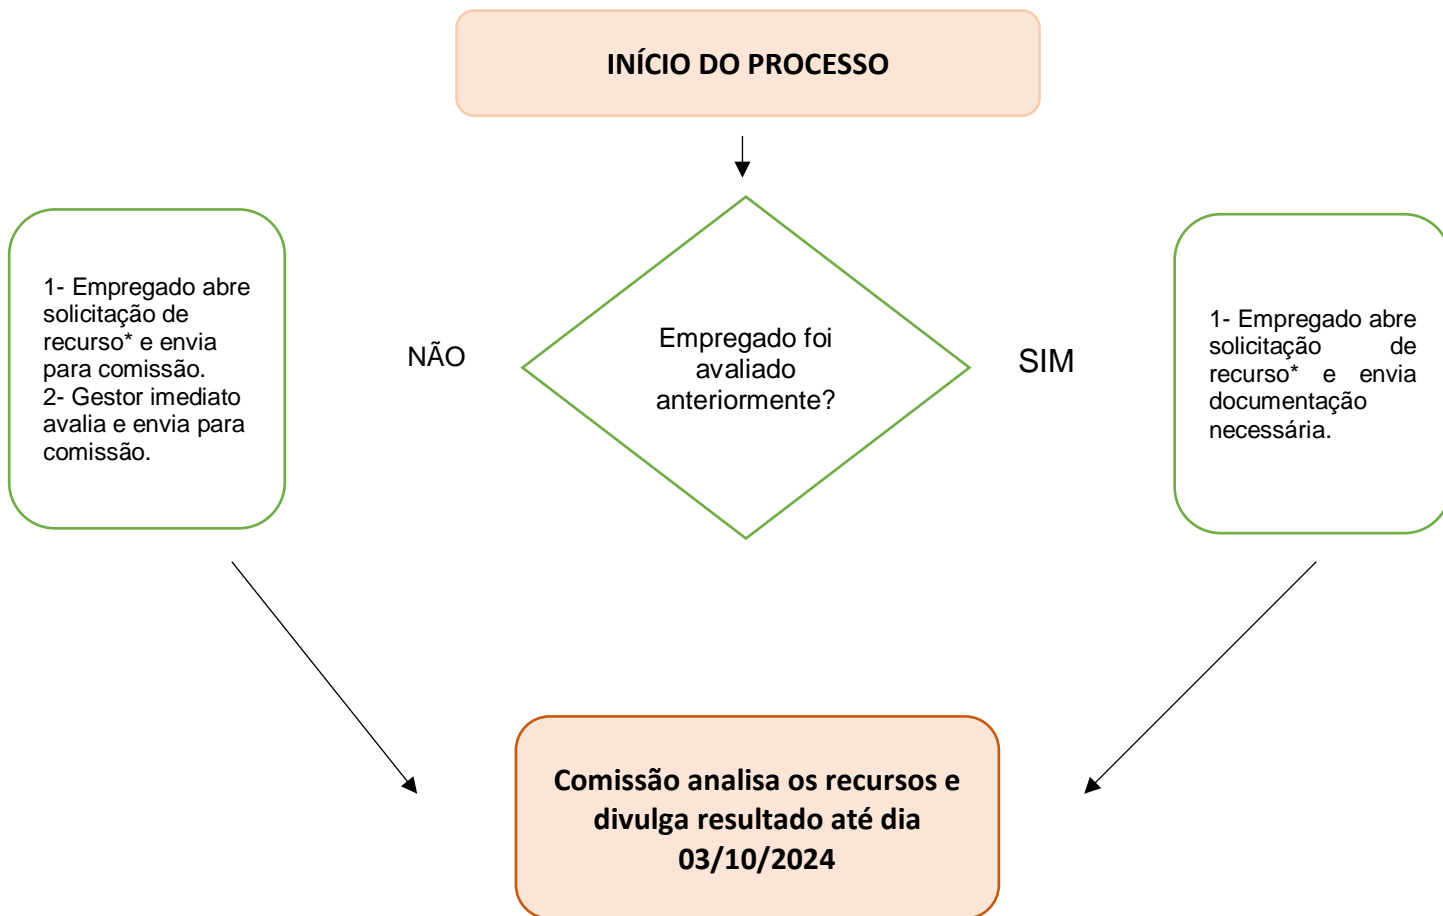 INÍCIO DO PROCESSO
1- Empregado abre
solicitação de
recurso* e envia
para comissão.
2- Gestor imediato
avalia e envia para
comissão.
NÃO
Empregado foi
avaliado
anteriormente?
SIM
1- Empregado abre
solicitação de
recurso* e envia
documentação
necessária.
Comissão analisa os recursos e
divulga resultado até dia
03/10/2024